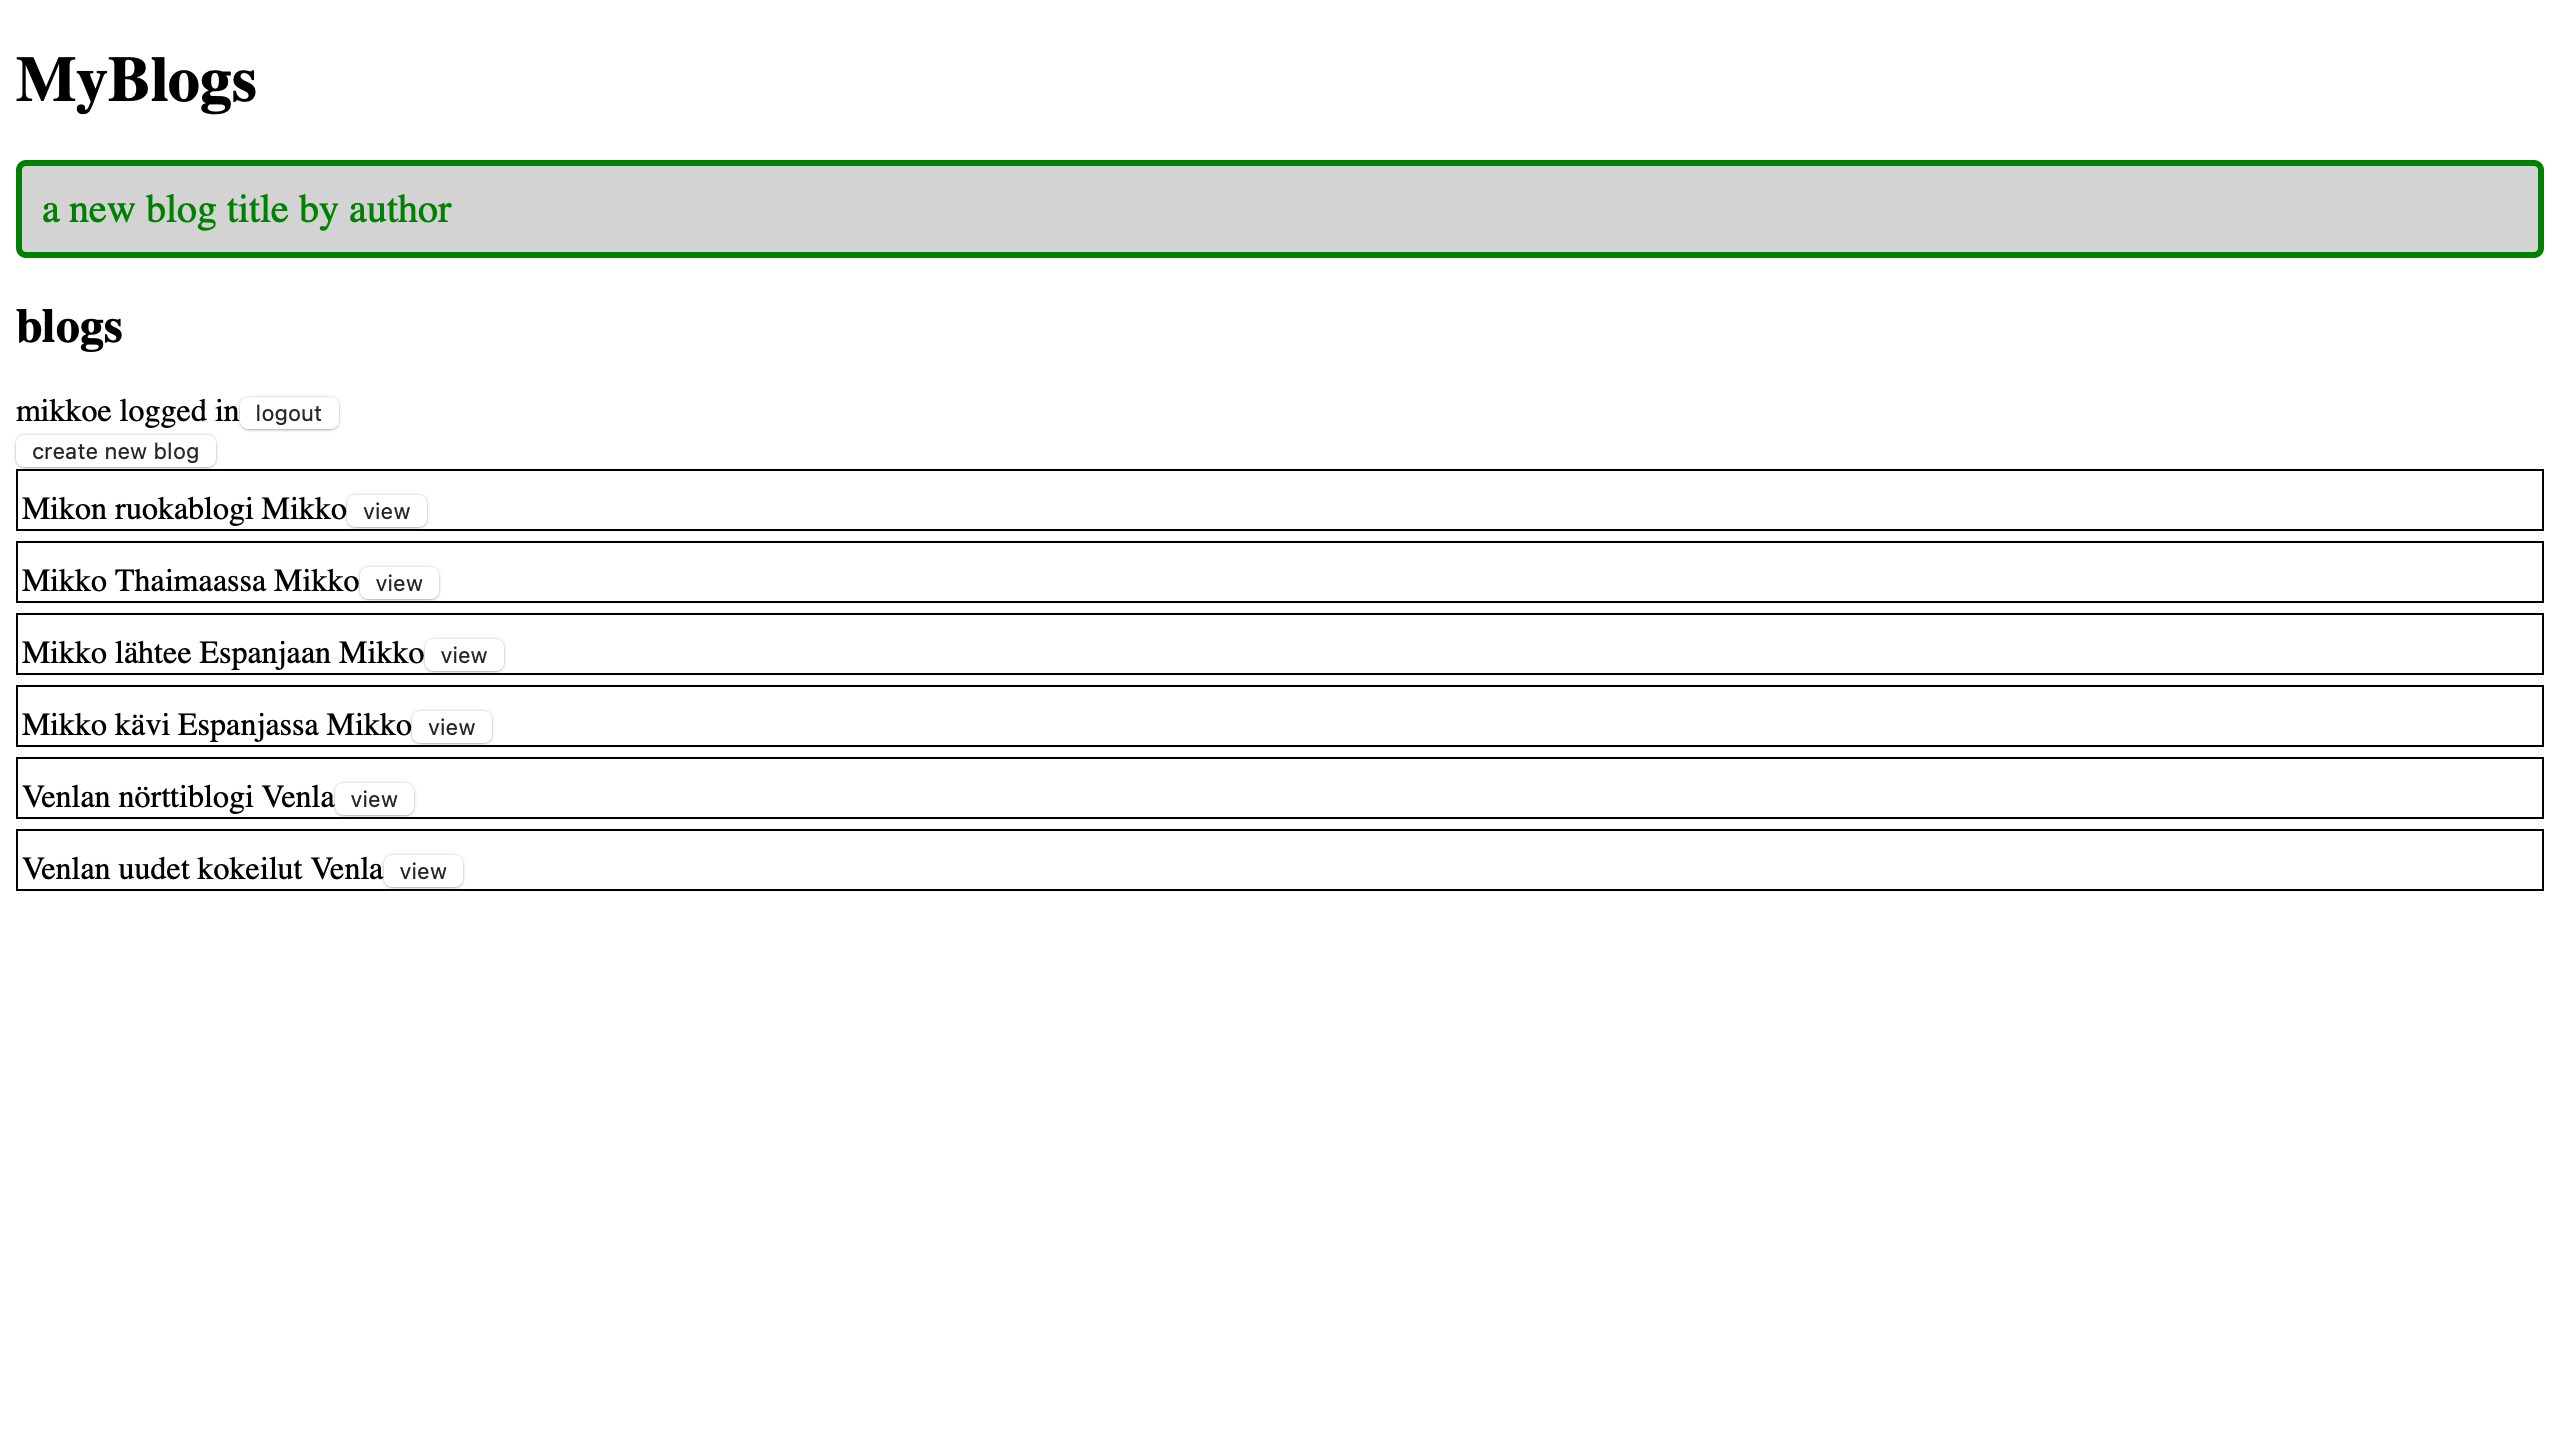 MyBlogs
a new blog title by author
blogs
mikkoe logged in logout
create new blog
Mikon ruokablogi Mikko view
Mikko Thaimaassa Mikko view
Mikko lähtee Espanjaan Mikko view
Mikko kävi Espanjassa Mikko view
Venlan nörttiblogi Venla view
Venlan uudet kokeilut Venla view